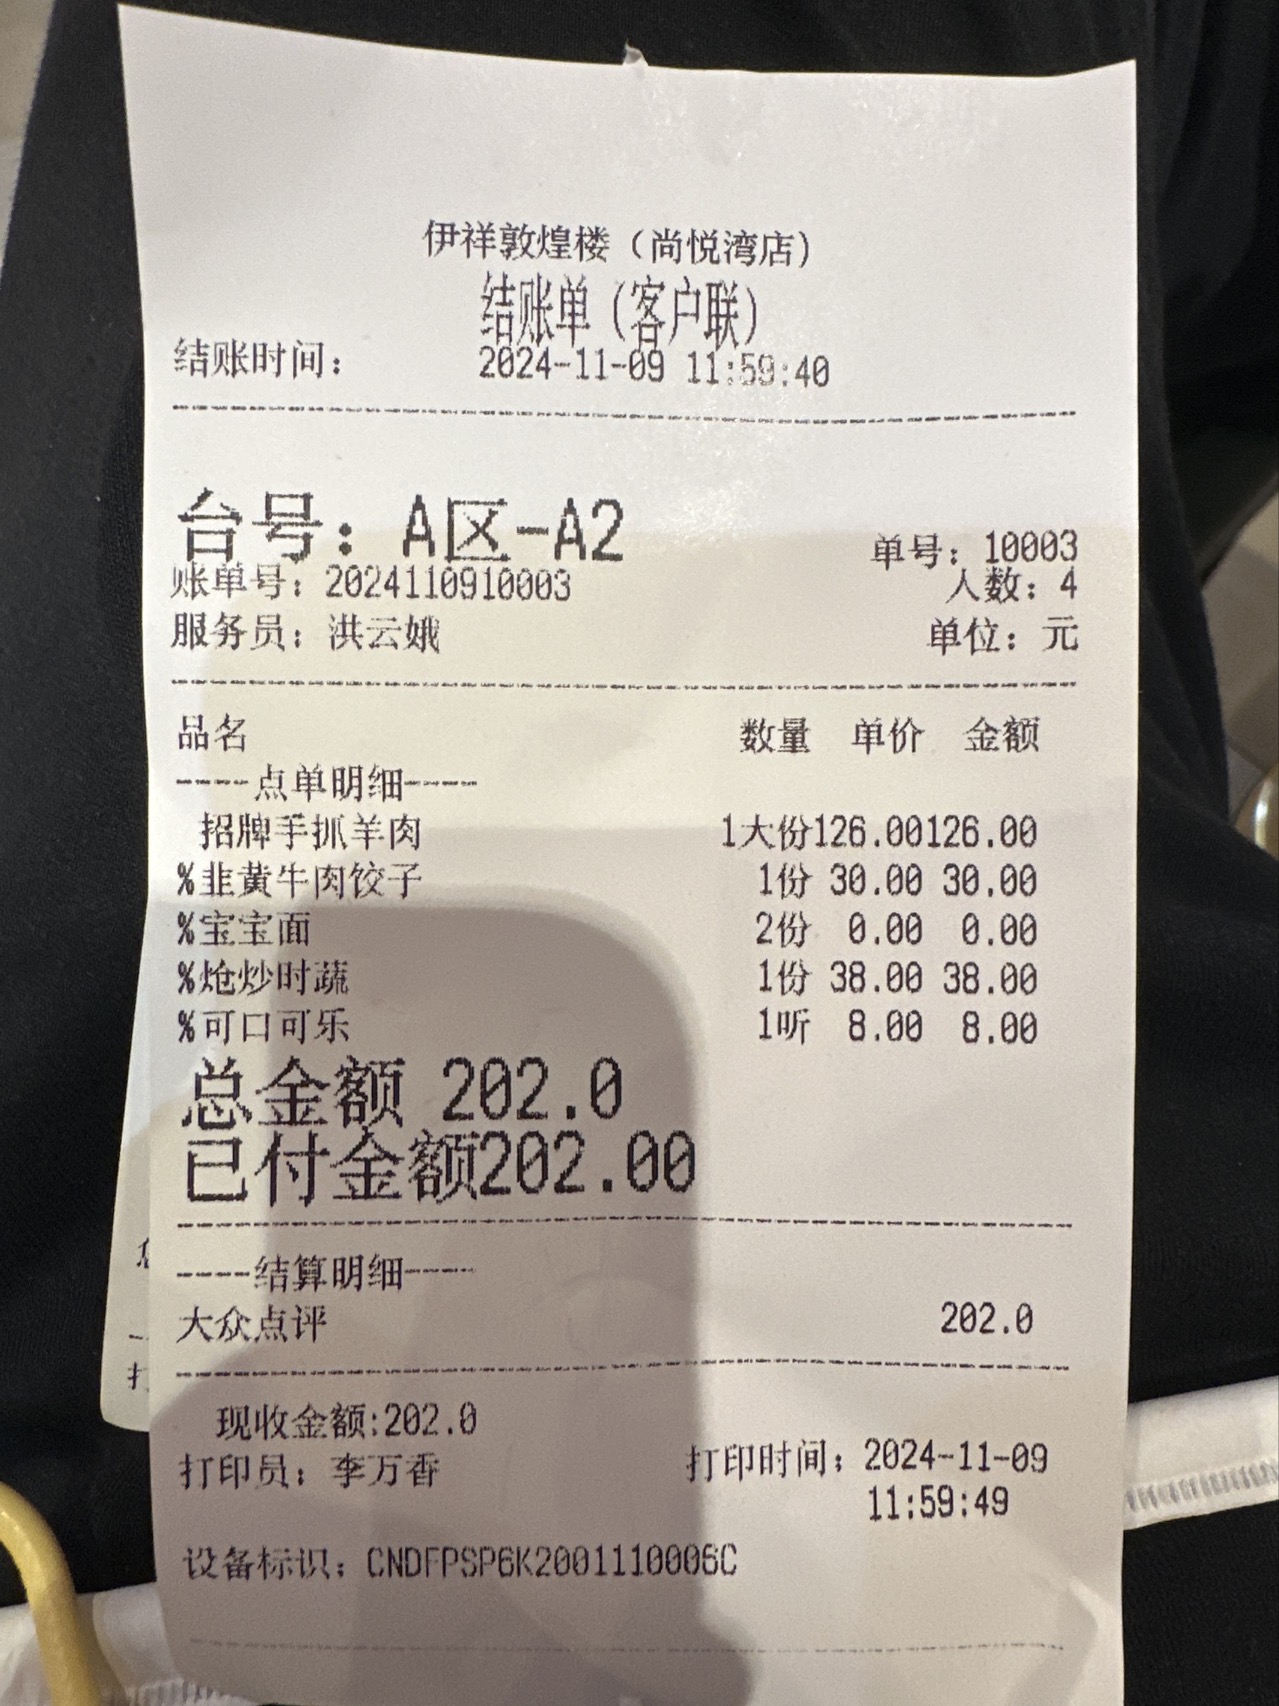 伊祥敦煌楼（尚悦湾店）
结账单（客户联）
结账时间： 2024-11-09 11:59:40
台号：A区-A2
单号：10003
账单号：2024110910003 人数：4
服务员：洪云娥 单位：元
品名 数量 单价 金额
----点单明细----
招牌手抓羊肉 1大份126.00126.00
%韭黄牛肉饺子 1份 30.00 30.00
%宝宝面 2份 0.00 0.00
%炝炒时蔬 1份 38.00 38.00
%可口可乐 1听 8.00 8.00
总金额 202.0
已付金额202.00
----结算明细----
大众点评 202.0
现收金额:202.0
打印员：李万香 打印时间：2024-11-09
11:59:49
设备标识：CNDFPSP6K2001110006C